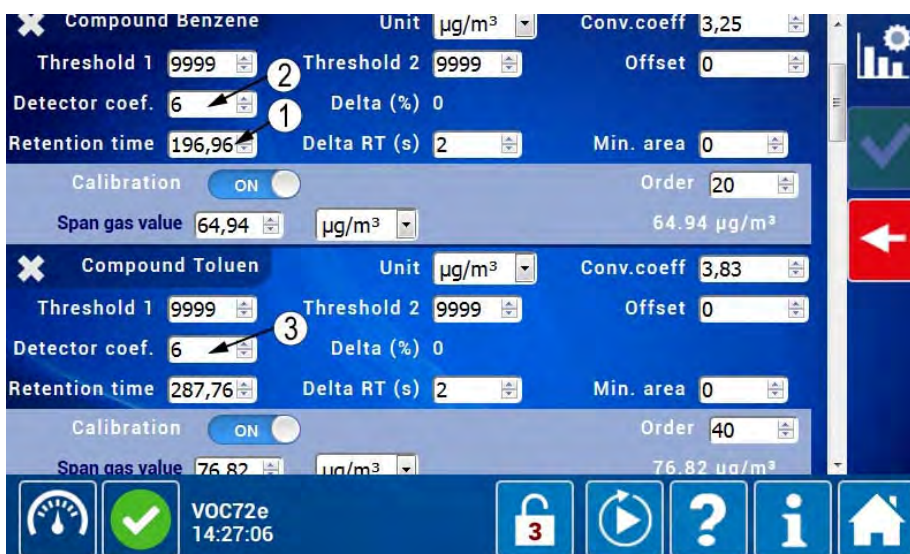 Compound Benzene Unit µg/m³ Conv.coeff 3,25
Threshold 1 9999 Threshold 2 9999 Offset 0
2
Detector coef. 6 Delta (%) 0
1
Retention time 196,96 Delta RT (s) 2 Min. area 0
Calibration ON Order 20
Span gas value 64,94 µg/m³ 64.94 µg/m³
Compound Toluen Unit µg/m³ Conv.coeff 3,83
Threshold 1 9999 Threshold 2 9999 Offset 0
3
Detector coef. 6 Delta (%) 0
Retention time 287,76 Delta RT (s) 2 Min. area 0
Calibration ON Order 40
Span gas value 76,82 µg/m³ 76.82 µg/m³
VOC72e
14:27:06
3
?
i